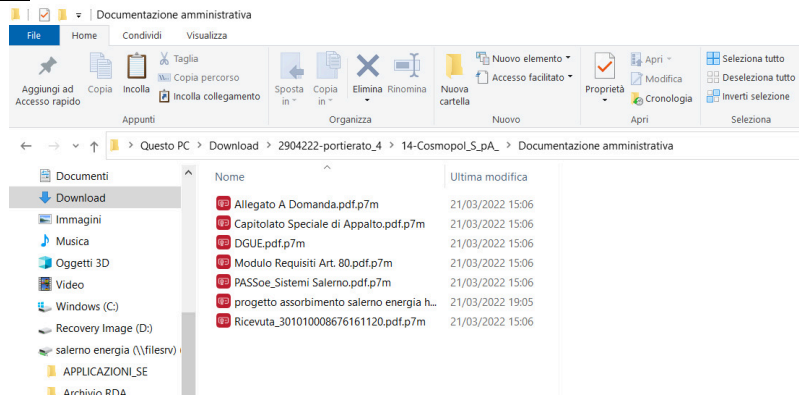 Documentazione amministrativa
File Home Condividi Visualizza
Aggiungi ad Accesso rapido
Copia
Incolla
Taglia
Copia percorso
Incolla collegamento
Appunti
Sposta in
Copia in
Elimina
Rinomina
Organizza
Nuova cartella
Nuovo elemento
Accesso facilitato
Nuovo
Proprietà
Apri
Modifica
Cronologia
Apri
Seleziona tutto
Deseleziona tutto
Inverti selezione
Seleziona
> Questo PC > Download > 2904222-portierato_4 > 14-Cosmopol_S_pA_ > Documentazione amministrativa
Documenti
Download
Immagini
Musica
Oggetti 3D
Video
Windows (C:)
Recovery Image (D:)
salerno energia (\\filesrv) (
APPLICAZIONI_SE
Archivio RDA
Nome Ultima modifica
Allegato A Domanda.pdf.p7m 21/03/2022 15:06
Capitolato Speciale di Appalto.pdf.p7m 21/03/2022 15:06
DGUE.pdf.p7m 21/03/2022 15:06
Modulo Requisiti Art. 80.pdf.p7m 21/03/2022 15:06
PASSoe_Sistemi Salerno.pdf.p7m 21/03/2022 15:06
progetto assorbimento salerno energia h... 21/03/2022 19:05
Ricevuta_301010008676161120.pdf.p7m 21/03/2022 15:06